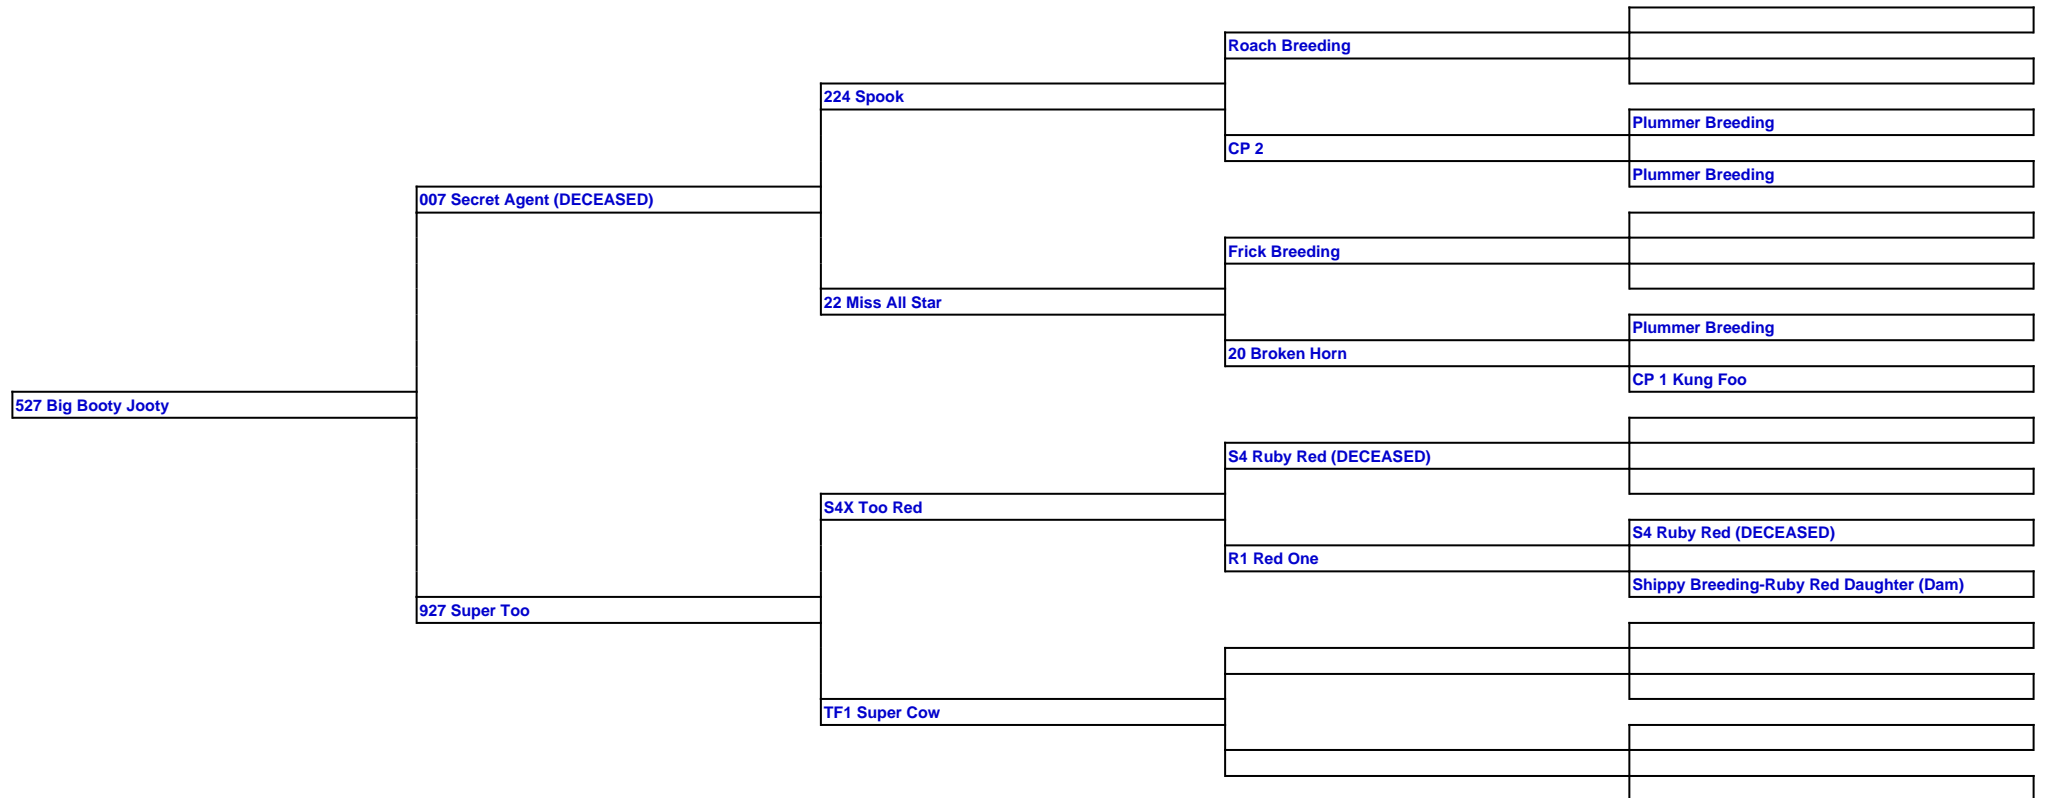 Roach Breeding
224 Spook
Plummer Breeding
CP 2
Plummer Breeding
007 Secret Agent (DECEASED)
Frick Breeding
22 Miss All Star
Plummer Breeding
20 Broken Horn
CP 1 Kung Foo
527 Big Booty Jooty
S4 Ruby Red (DECEASED)
S4X Too Red
S4 Ruby Red (DECEASED)
R1 Red One
Shippy Breeding-Ruby Red Daughter (Dam)
927 Super Too
TF1 Super Cow